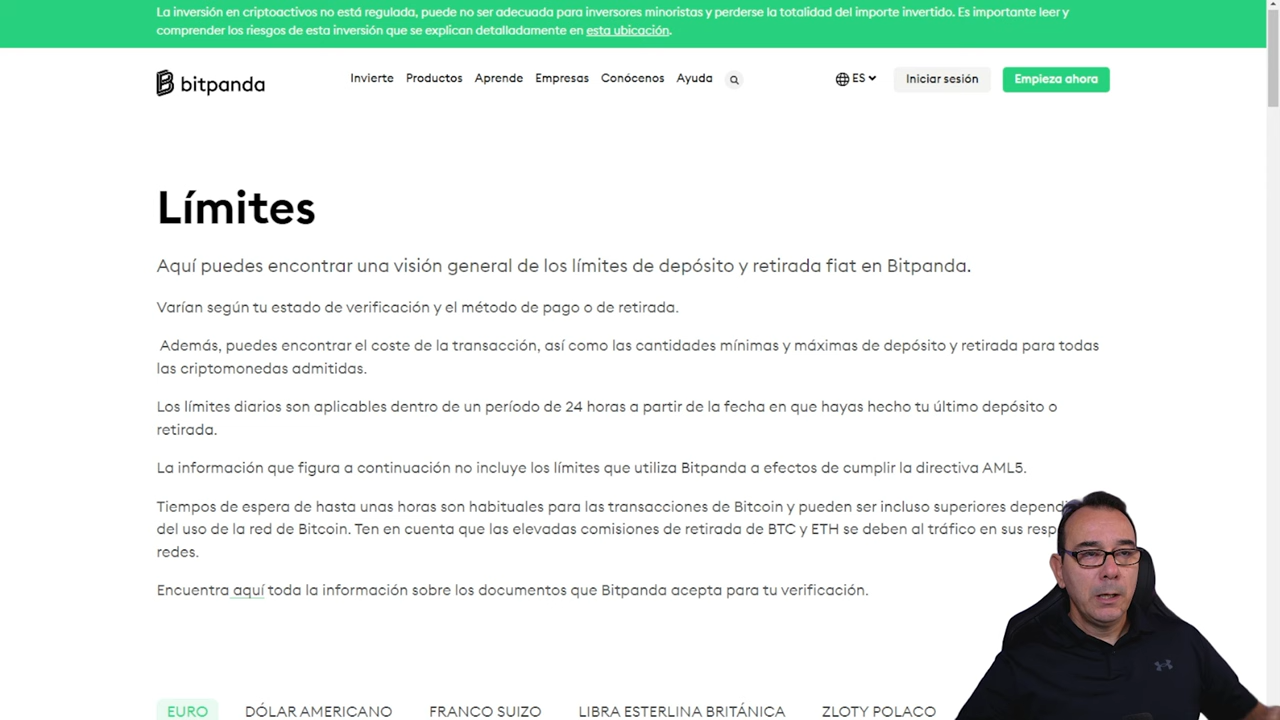 La inversión en criptoactivos no está regulada, puede no ser adecuada para inversores minoristas y perderse la totalidad del importe invertido. Es importante leer y
comprender los riesgos de esta inversión que se explican detalladamente en esta ubicación.
bitpanda
Invierte Productos Aprende Empresas Conócenos Ayuda
ES
Iniciar sesión
Empieza ahora
Límites
Aquí puedes encontrar una visión general de los límites de depósito y retirada fiat en Bitpanda.
Varían según tu estado de verificación y el método de pago o de retirada.
Además, puedes encontrar el coste de la transacción, así como las cantidades mínimas y máximas de depósito y retirada para todas
las criptomonedas admitidas.
Los límites diarios son aplicables dentro de un período de 24 horas a partir de la fecha en que hayas hecho tu último depósito o
retirada.
La información que figura a continuación no incluye los límites que utiliza Bitpanda a efectos de cumplir la directiva AML5.
Tiempos de espera de hasta unas horas son habituales para las transacciones de Bitcoin y pueden ser incluso superiores dependi
del uso de la red de Bitcoin. Ten en cuenta que las elevadas comisiones de retirada de BTC y ETH se deben al tráfico en sus resp
redes.
Encuentra aquí toda la información sobre los documentos que Bitpanda acepta para tu verificación.
EURO DÓLAR AMERICANO FRANCO SUIZO LIBRA ESTERLINA BRITÁNICA ZLOTY POLACO